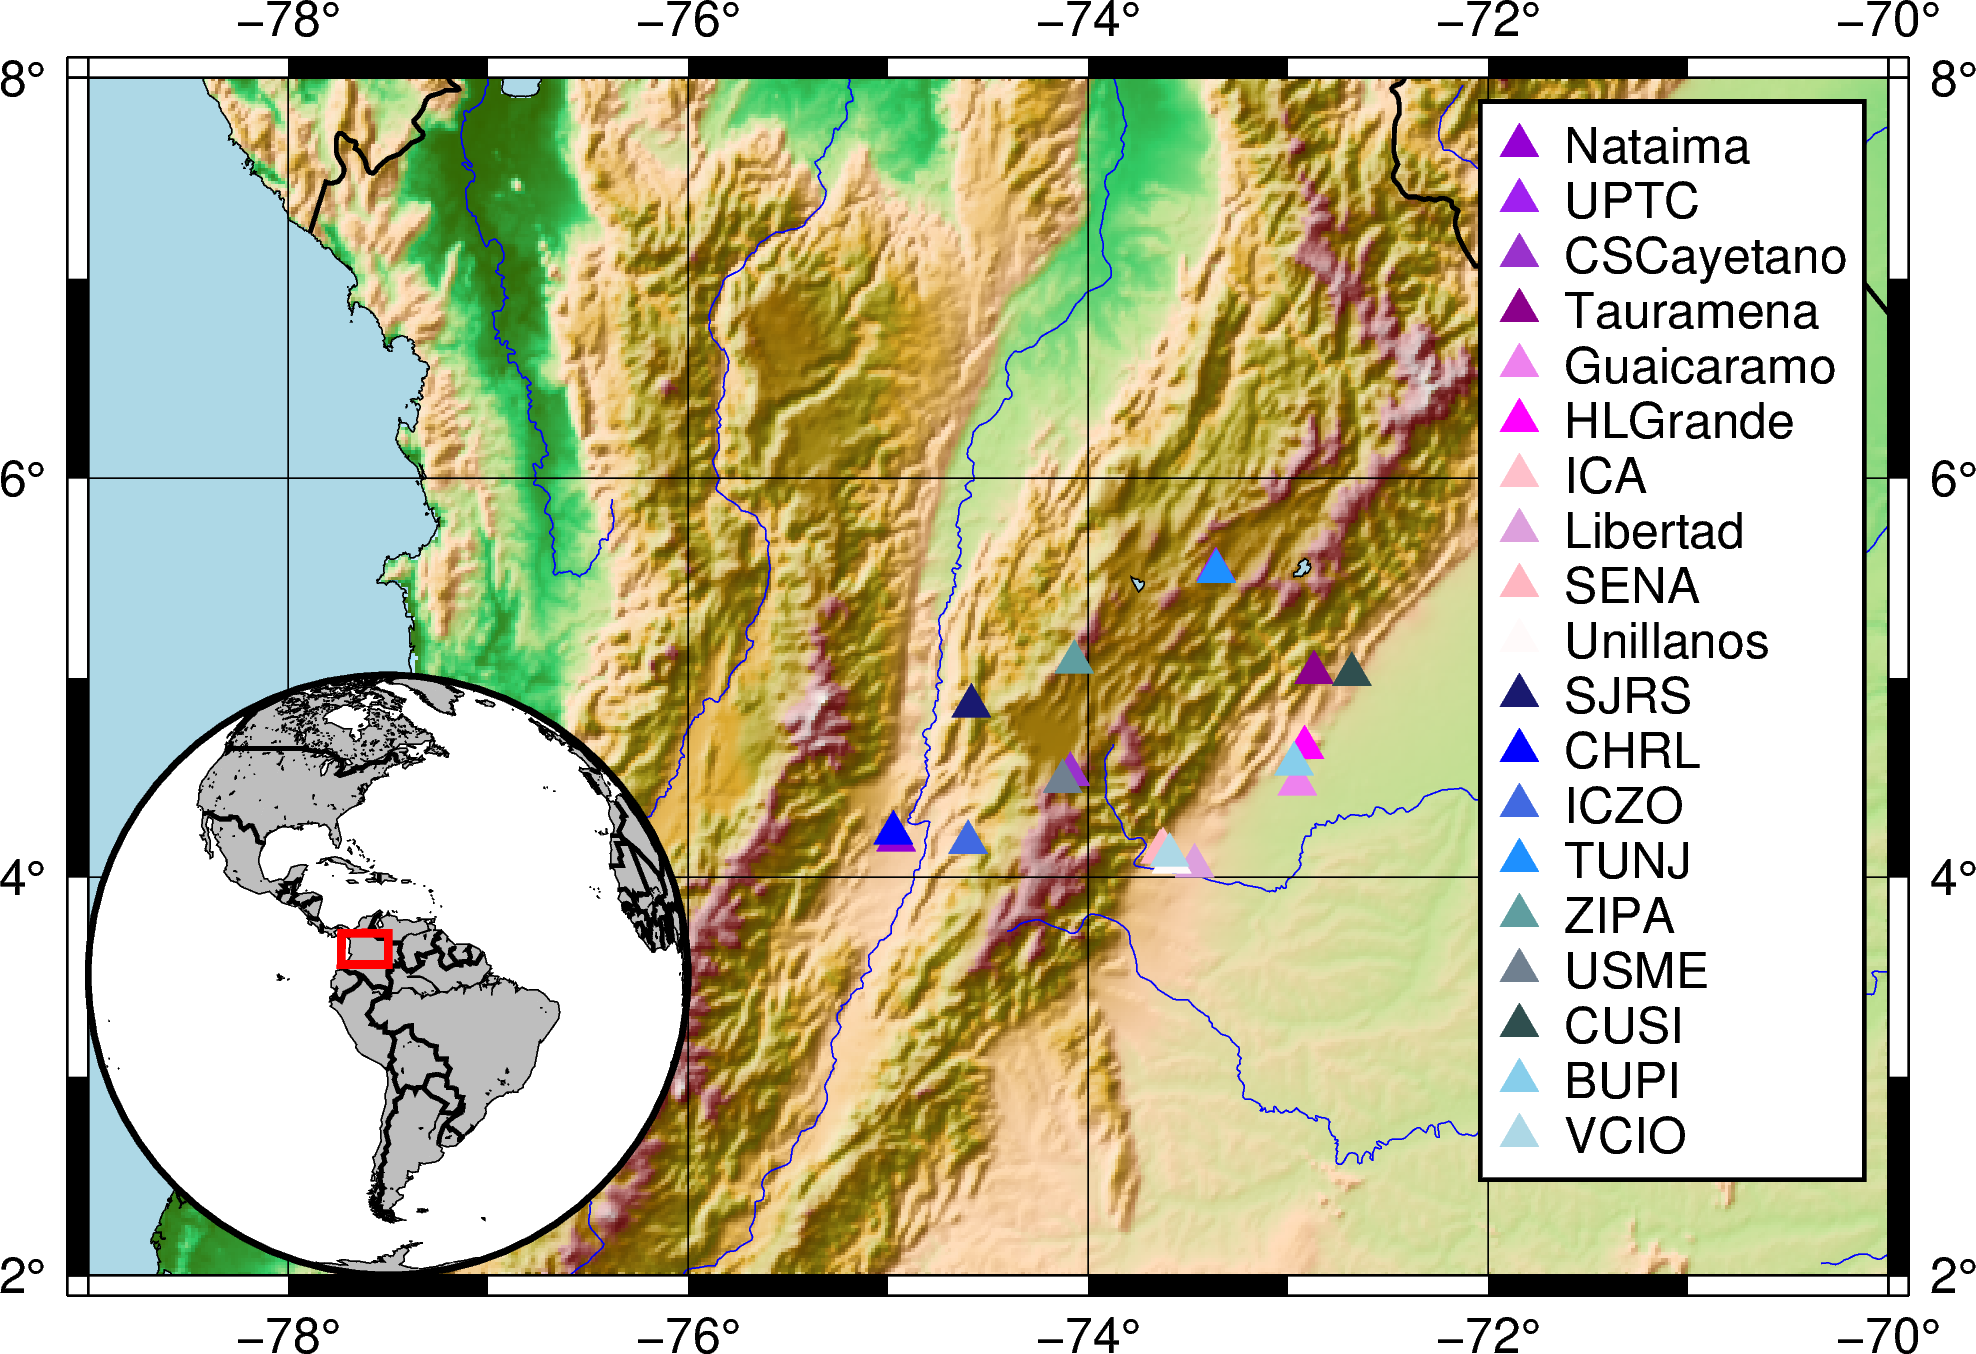 −78° −76° −74° −72° −70°
8° 8°
Nataima
UPTC
CSCayetano
Tauramena
Guaicaramo
HLGrande
ICA
6° 6°
Libertad
SENA
Unillanos
SJRS
CHRL
ICZO
TUNJ
4° 4°
ZIPA
USME
CUSI
BUPI
VCIO
2° 2°
−78° −76° −74° −72° −70°